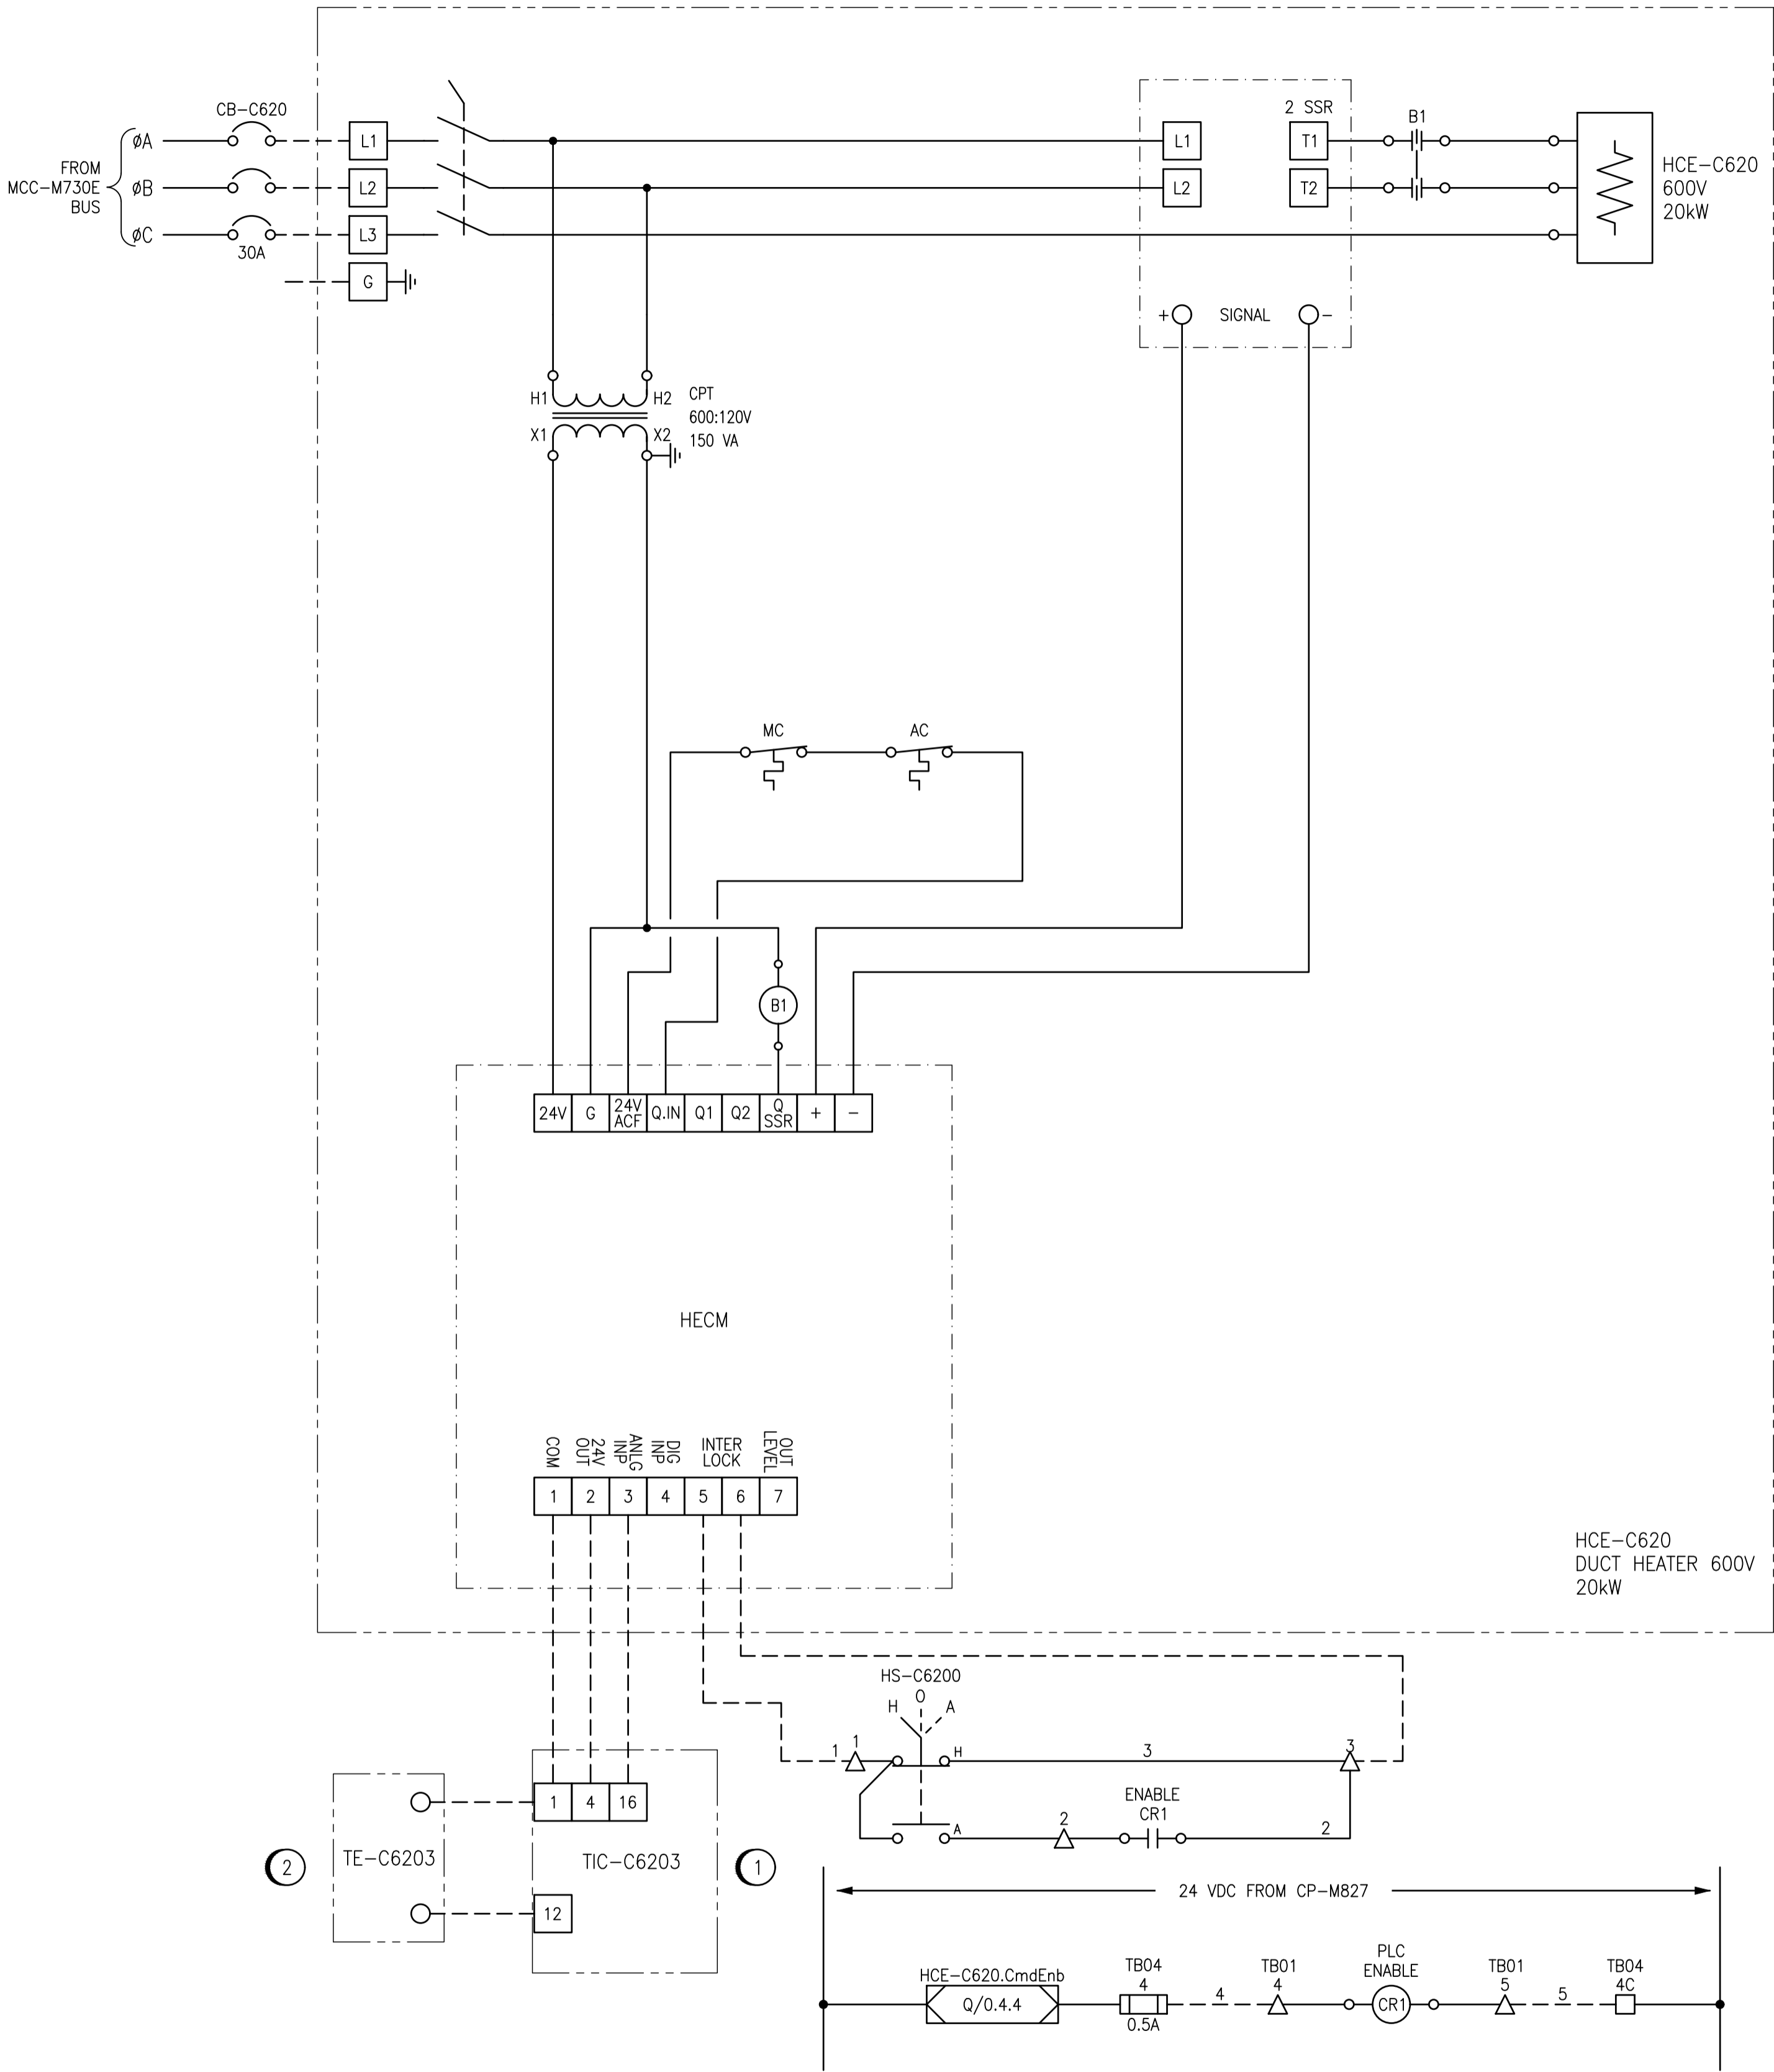 CB-C620
FROM
MCC-M730E
BUS
ØA
ØB
ØC
30A
L1
L2
L3
G
L1
L2
2 SSR
T1
T2
B1
HCE-C620
600V
20kW
+
SIGNAL
-
H1
H2
X1
X2
CPT
600:120V
150 VA
MC
AC
B1
24V
G
24V
ACF
Q.IN
Q1
Q2
Q
SSR
+
-
HECM
COM
24V
OUT
ANLG
INP
DIG
INP
INTER
LOCK
OUT
LEVEL
1
2
3
4
5
6
7
HCE-C620
DUCT HEATER 600V
20kW
HS-C6200
H
O
A
1
1
H
3
3
ENABLE
CR1
A
2
2
1
4
16
TE-C6203
TIC-C6203
12
2
1
24 VDC FROM CP-M827
HCE-C620.CmdEnb
Q/0.4.4
TB04
4
0.5A
4
TB01
4
PLC
ENABLE
CR1
TB01
5
5
TB04
4C